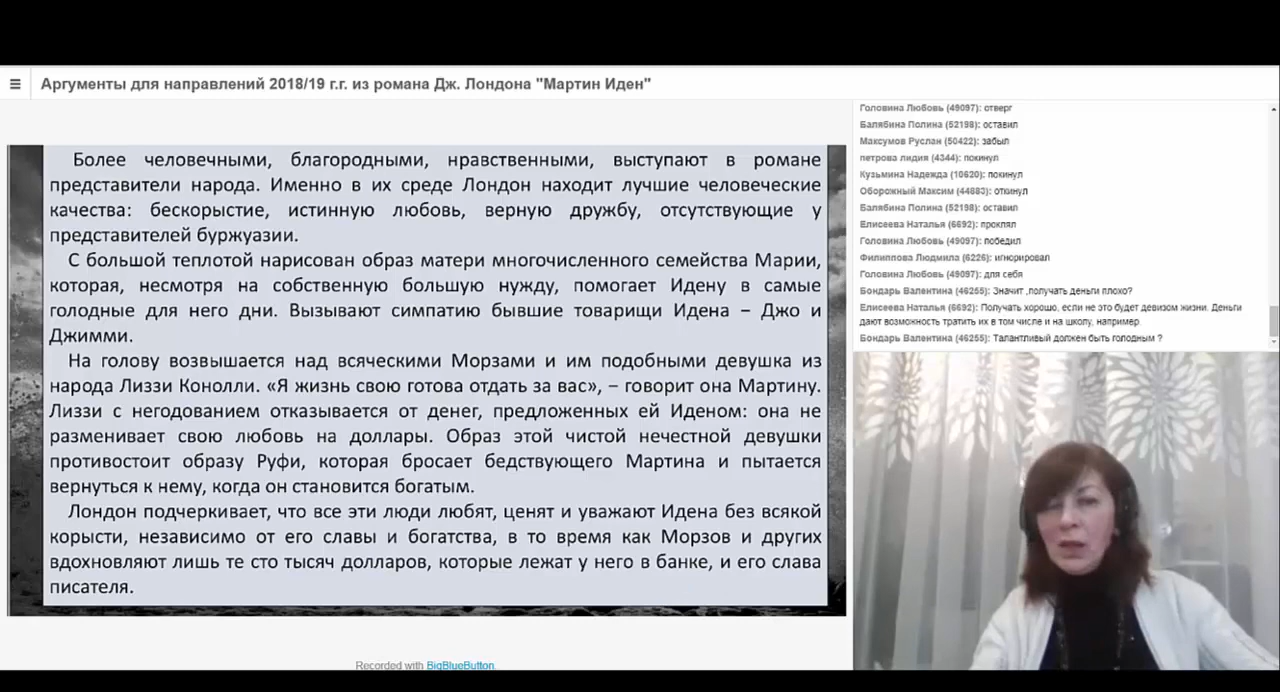 Аргументы для направлений 2018/19 г.г. из романа Дж. Лондона "Мартин Иден"
Более человечными, благородными, нравственными, выступают в романе
представители народа. Именно в их среде Лондон находит лучшие человеческие
качества: бескорыстие, истинную любовь, верную дружбу, отсутствующие у
представителей буржуазии.
С большой теплотой нарисован образ матери многочисленного семейства Марии,
которая, несмотря на собственную большую нужду, помогает Идену в самые
голодные для него дни. Вызывают симпатию бывшие товарищи Идена – Джо и
Джимми.
На голову возвышается над всяческими Морзами и им подобными девушка из
народа Лиззи Конолли. «Я жизнь свою готова отдать за вас», – говорит она Мартину.
Лиззи с негодованием отказывается от денег, предложенных ей Иденом: она не
разменивает свою любовь на доллары. Образ этой чистой нечестной девушки
противостоит образу Руфи, которая бросает бедствующего Мартина и пытается
вернуться к нему, когда он становится богатым.
Лондон подчеркивает, что все эти люди любят, ценят и уважают Идена без всякой
корысти, независимо от его славы и богатства, в то время как Морзов и других
вдохновляют лишь те сто тысяч долларов, которые лежат у него в банке, и его слава
писателя.
Recorded with BigBlueButton.
Головина Любовь (49097): отверг
Балябина Полина (52198): оставил
Максумов Руслан (50422): забыл
петрова лидия (4344): покинул
Кузьмина Надежда (10620): покинул
Оборожный Максим (44883): откинул
Балябина Полина (52198): оставил
Елисеева Наталья (6692): проклял
Головина Любовь (49097): победил
Филиппова Людмила (6226): игнорировал
Головина Любовь (49097): для себя
Бондарь Валентина (46255): Значит ,получать деньги плохо?
Елисеева Наталья (6692): Получать хорошо, если не это будет девизом жизни. Деньги
дают возможность тратить их в том числе и на школу, например.
Бондарь Валентина (46255): Талантливый должен быть голодным ?